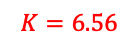 K = 6.56